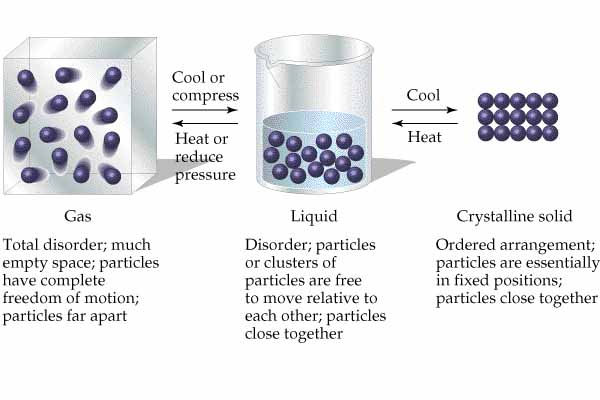 Cool or
compress
Heat or
reduce
pressure
Cool
Heat
Gas
Liquid
Crystalline solid
Total disorder; much
empty space; particles
have complete
freedom of motion;
particles far apart
Disorder; particles
or clusters of
particles are free
to move relative to
each other; particles
close together
Ordered arrangement;
particles are essentially
in fixed positions;
particles close together